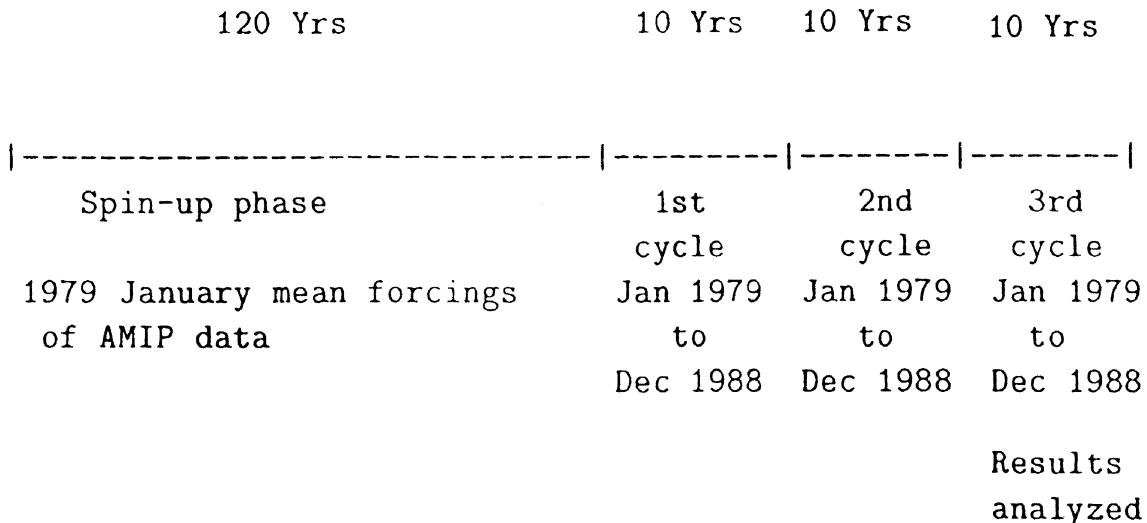 120 Yrs 10 Yrs 10 Yrs 10 Yrs
|------------------------------|---------|--------|--------|
Spin-up phase 1st 2nd 3rd
cycle cycle cycle
1979 January mean forcings Jan 1979 Jan 1979 Jan 1979
of AMIP data to to to
Dec 1988 Dec 1988 Dec 1988
Results
analyzed